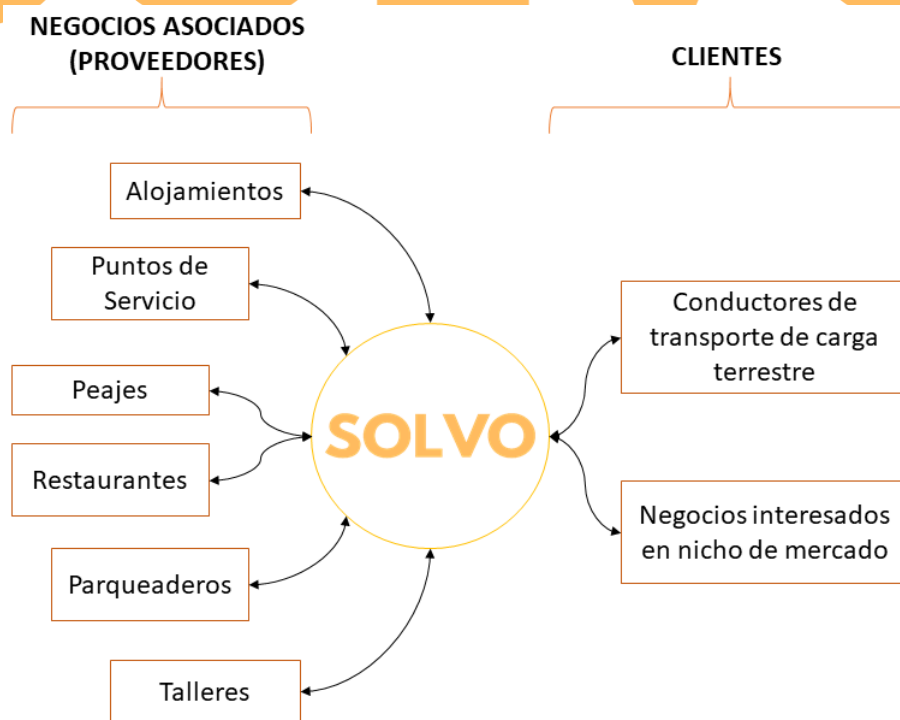 NEGOCIOS ASOCIADOS
(PROVEEDORES)
CLIENTES
Alojamientos
Puntos de
Servicio
Peajes
Restaurantes
Parqueaderos
Talleres
SOLVO
Conductores de
transporte de carga
terrestre
Negocios interesados
en nicho de mercado